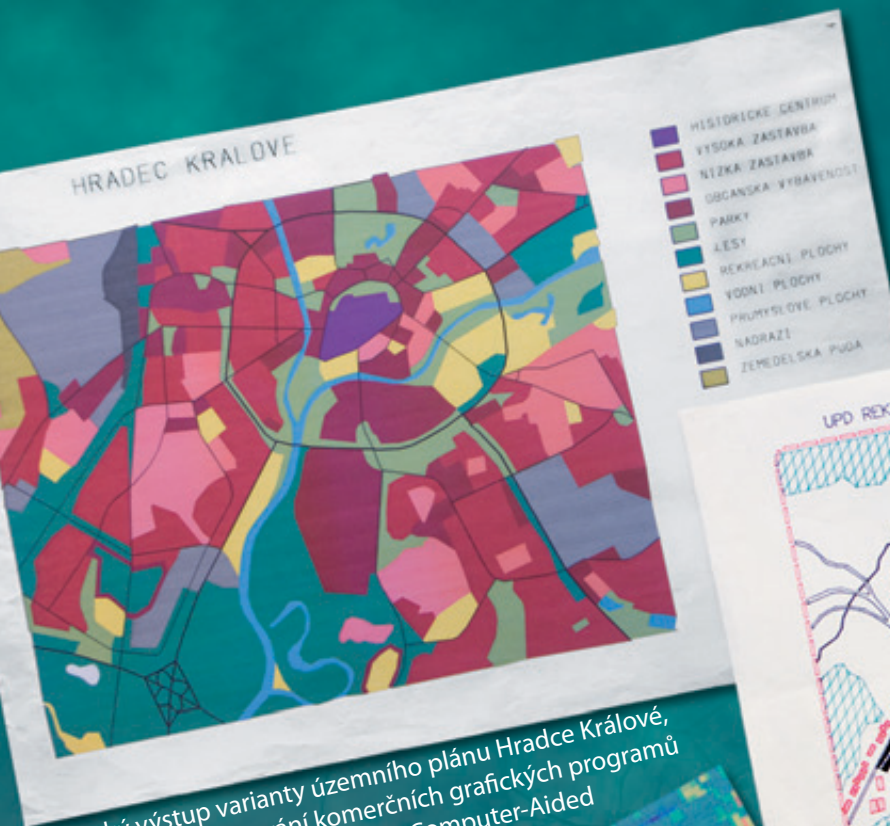 HRADEC KRALOVE
HISTORICKE CENTRUM
VYSOKA ZASTAVBA
NIZKA ZASTAVBA
OBCANSKA VYBAVENOST
PARKY
LESY
REKREACNI PLOCHY
VODNI PLOCHY
PRUMYSLOVE PLOCHY
NADRAZI
ZEMEDELSKA PUDA
UPD REK
výstup varianty územního plánu Hradce Králové,
komerčních grafických programů
Computer-Aided